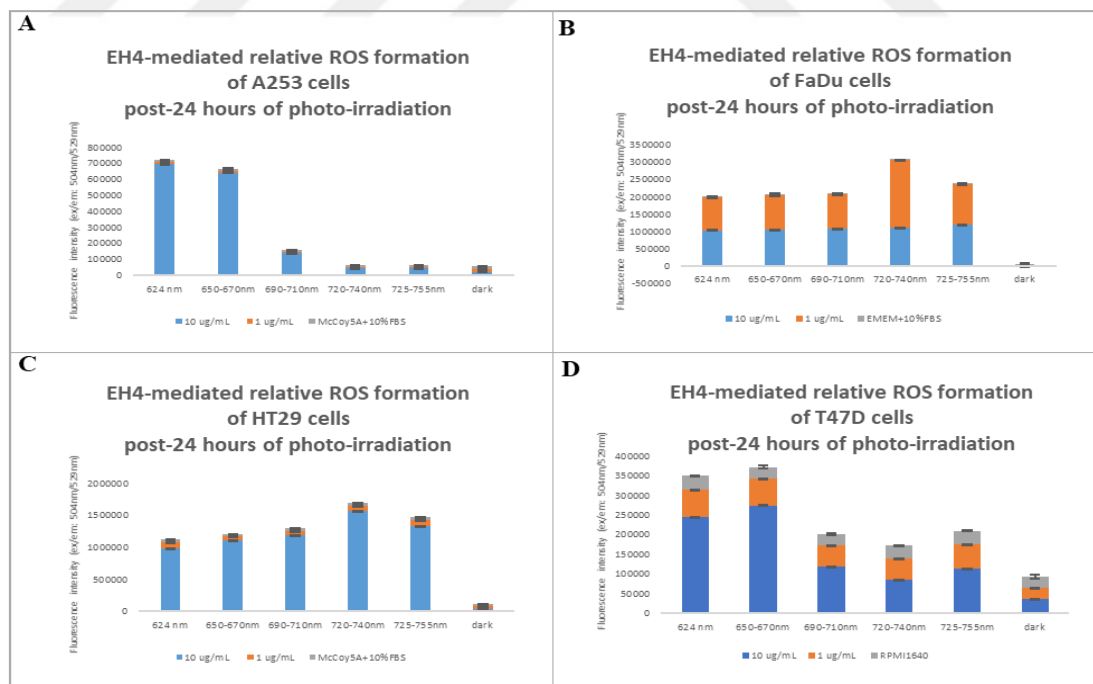 A
EH4-mediated relative ROS formation
of A253 cells
post-24 hours of photo-irradiation
Fluorescence intensity (ex/em: 504nm/529nm)
800000
700000
600000
500000
400000
300000
200000
100000
0
624 nm 650-670nm 690-710nm 720-740nm 725-755nm dark
10 ug/mL 1 ug/mL McCoy5A+10%FBS
B
EH4-mediated relative ROS formation
of FaDu cells
post-24 hours of photo-irradiation
Fluorescence intensity (ex/em: 504nm/529nm)
3500000
3000000
2500000
2000000
1500000
1000000
500000
0
-500000
624 nm 650-670nm 690-710nm 720-740nm 725-755nm dark
10 ug/mL 1 ug/mL EMEM+10%FBS
C
EH4-mediated relative ROS formation
of HT29 cells
post-24 hours of photo-irradiation
Fluorescence intensity (ex/em: 504nm/529nm)
2000000
1500000
1000000
500000
0
624 nm 650-670nm 690-710nm 720-740nm 725-755nm dark
10 ug/mL 1 ug/mL McCoy5A+10%FBS
D
EH4-mediated relative ROS formation
of T47D cells
post-24 hours of photo-irradiation
Fluorescence intensity (ex/em: 504nm/529nm)
400000
350000
300000
250000
200000
150000
100000
50000
0
624 nm 650-670nm 690-710nm 720-740nm 725-755nm dark
10 ug/mL 1 ug/mL RPMI1640